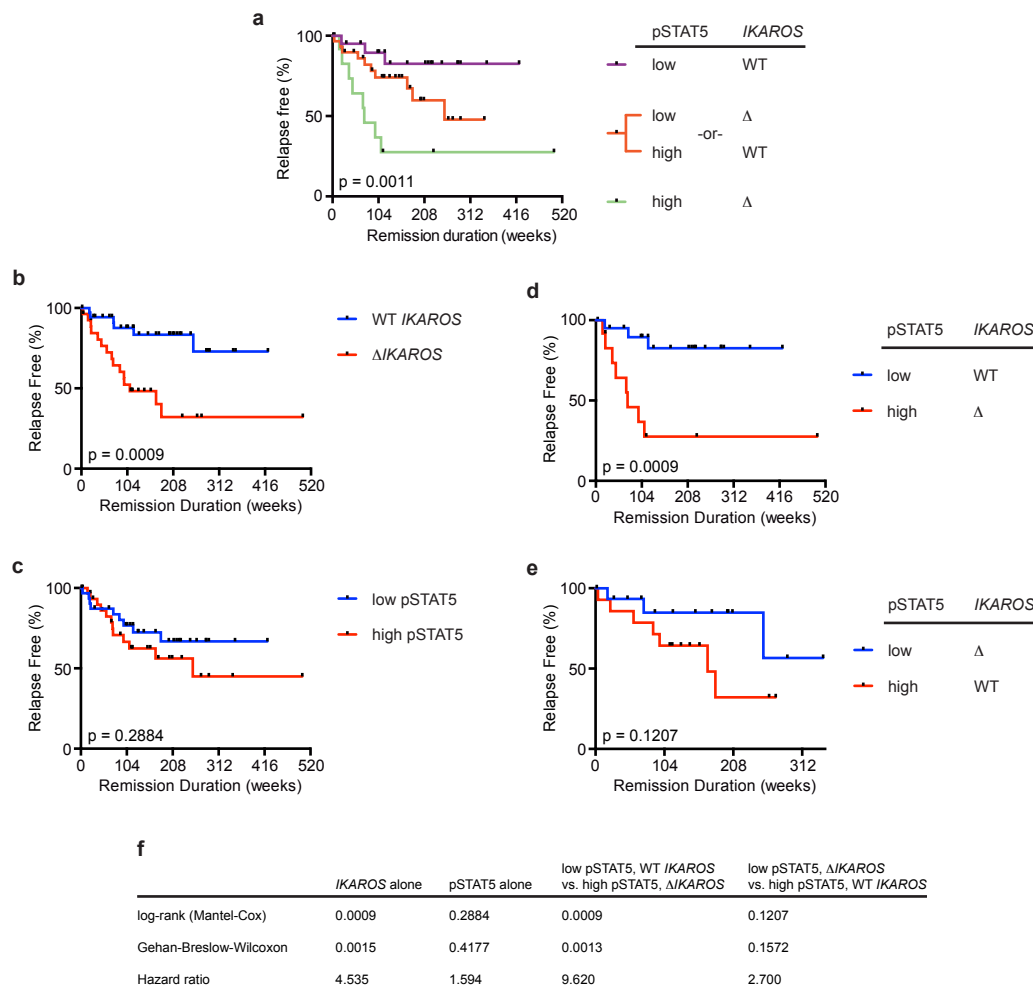 a
Relapse free (%)
100
50
0
p = 0.0011
0 104 208 312 416 520
Remission duration (weeks)
pSTAT5 IKAROS
low WT
low Δ
-or-
high WT
high Δ
b
Relapse Free (%)
100
50
0
p = 0.0009
0 104 208 312 416 520
Remission Duration (weeks)
WT IKAROS
ΔIKAROS
d
Relapse Free (%)
100
50
0
p = 0.0009
0 104 208 312 416 520
Remission Duration (weeks)
pSTAT5 IKAROS
low WT
high Δ
c
Relapse Free (%)
100
50
0
p = 0.2884
0 104 208 312 416 520
Remission Duration (weeks)
low pSTAT5
high pSTAT5
e
Relapse Free (%)
100
50
0
p = 0.1207
0 104 208 312
Remission Duration (weeks)
pSTAT5 IKAROS
low Δ
high WT
f
IKAROS alone pSTAT5 alone low pSTAT5, WT IKAROS vs. high pSTAT5, ΔIKAROS low pSTAT5, ΔIKAROS vs. high pSTAT5, WT IKAROS
log-rank (Mantel-Cox) 0.0009 0.2884 0.0009 0.1207
Gehan-Breslow-Wilcoxon 0.0015 0.4177 0.0013 0.1572
Hazard ratio 4.535 1.594 9.620 2.700